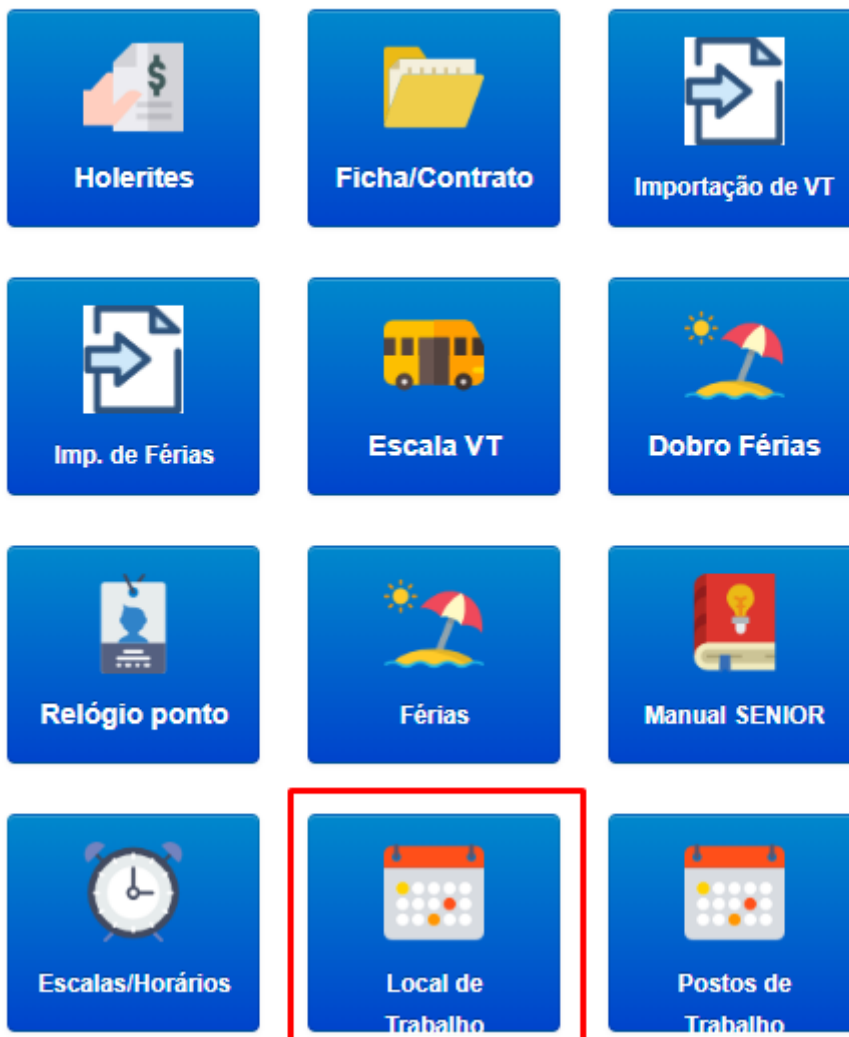 Holerites
Ficha/Contrato
Importação de VT
Imp. de Férias
Escala VT
Dobro Férias
Relógio ponto
Férias
Manual SENIOR
Escalas/Horários
Local de
Trabalho
Postos de
Trabalho